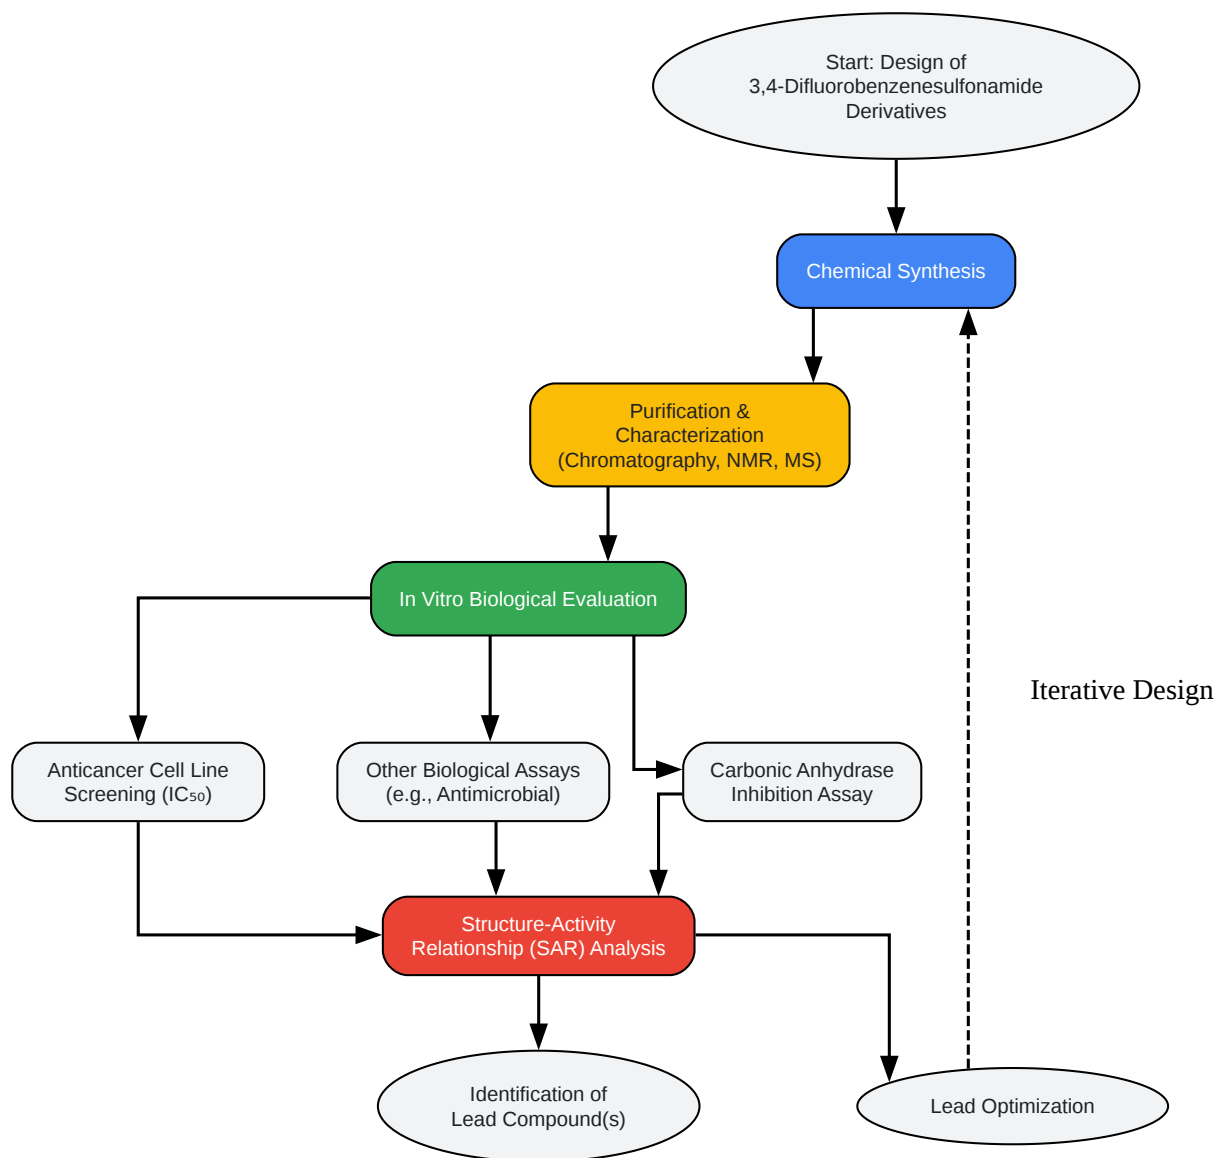 Start: Design of
3,4-Difluorobenzenesulfonamide
Derivatives
Chemical Synthesis
Purification &
Characterization
(Chromatography, NMR, MS)
In Vitro Biological Evaluation
Iterative Design
Anticancer Cell Line
Screening (IC₅₀)
Other Biological Assays
(e.g., Antimicrobial)
Carbonic Anhydrase
Inhibition Assay
Structure-Activity
Relationship (SAR) Analysis
Identification of
Lead Compound(s)
Lead Optimization